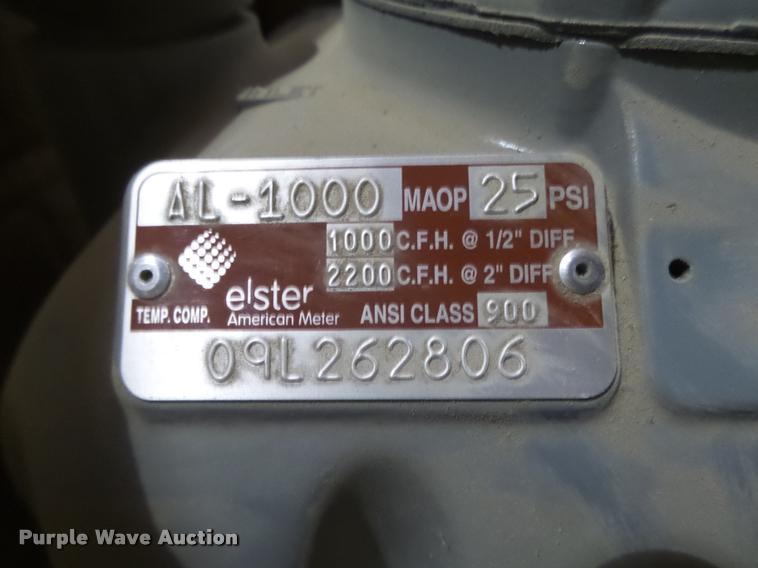 INLET
AL-1000 MAOP 25 PSI
1000 C.F.H. @ 1/2" DIFF.
2200 C.F.H. @ 2" DIFF
elster
TEMP. COMP. American Meter ANSI CLASS 900
09L262806
Purple Wave Auction